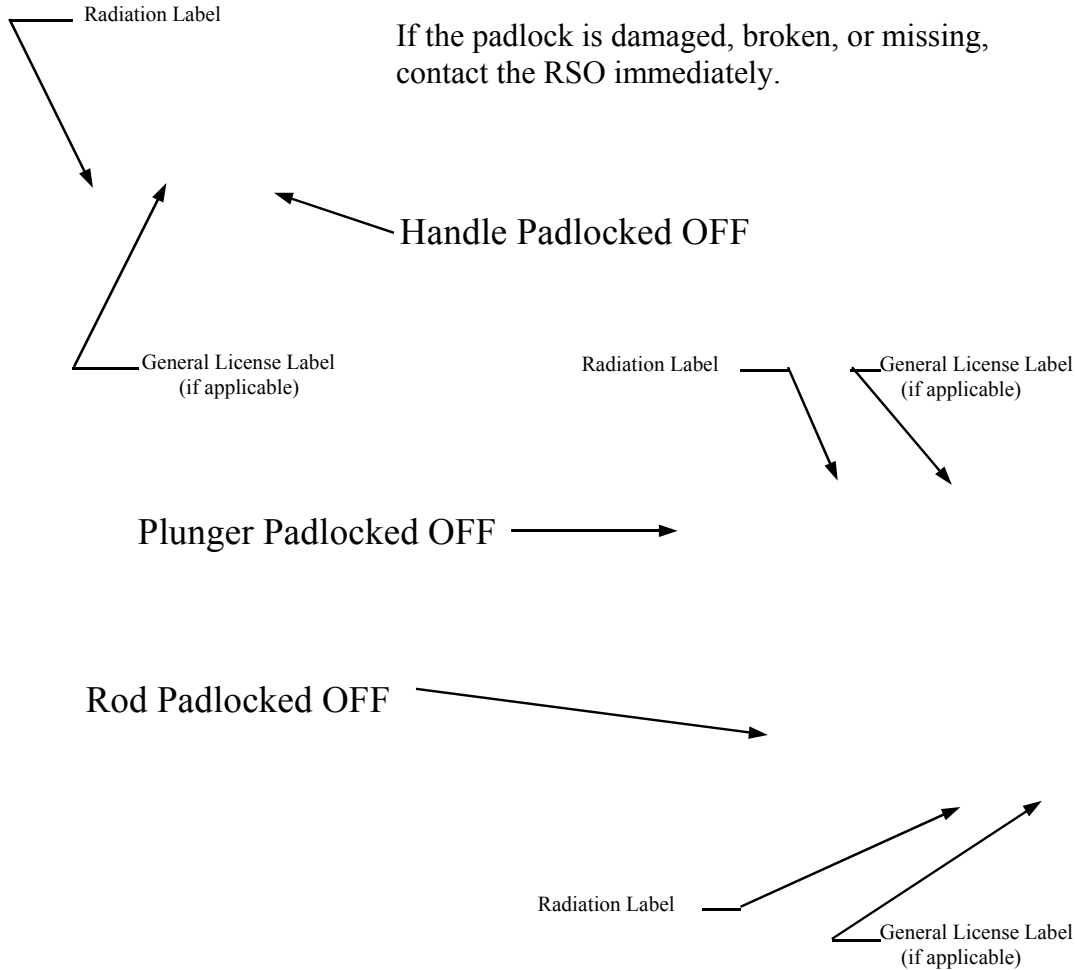 Radiation Label
If the padlock is damaged, broken, or missing,
contact the RSO immediately.
Handle Padlocked OFF
General License Label
(if applicable)
Radiation Label
General License Label
(if applicable)
Plunger Padlocked OFF
Rod Padlocked OFF
Radiation Label
General License Label
(if applicable)